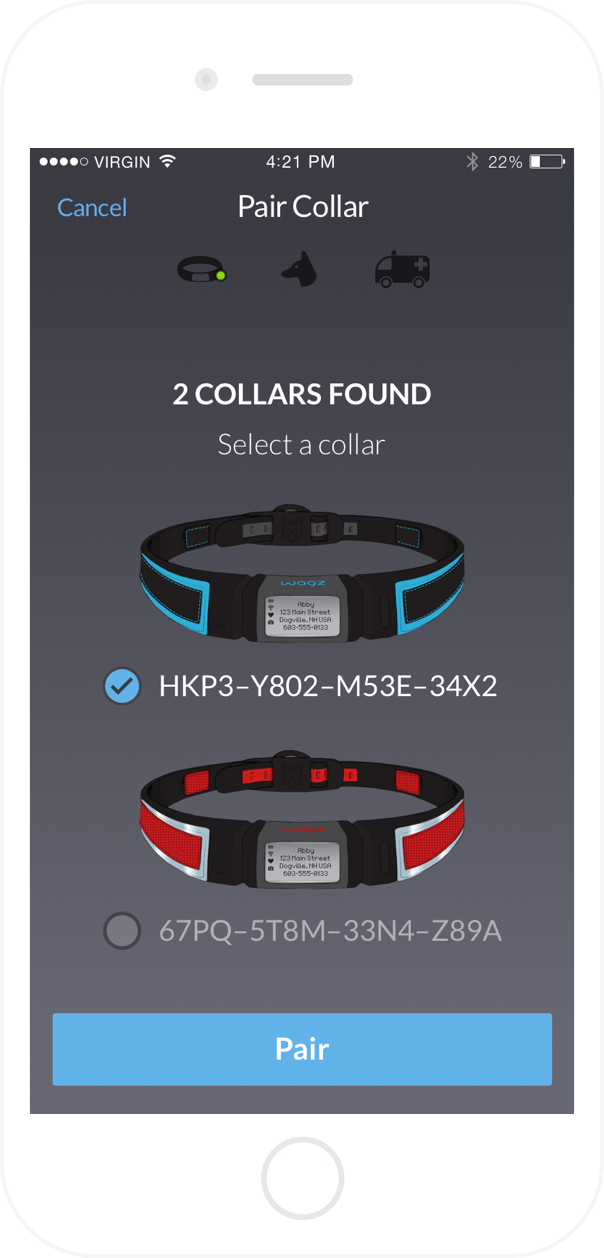 VIRGIN
4:21 PM
22%
Cancel
Pair Collar
2 COLLARS FOUND
Select a collar
wagz
Abby
123 Main Street
Dogville, NH USA
603-555-0133
HKP3–Y802–M53E–34X2
wagz
Abby
123 Main Street
Dogville, NH USA
603-555-0133
67PQ–5T8M–33N4–Z89A
Pair